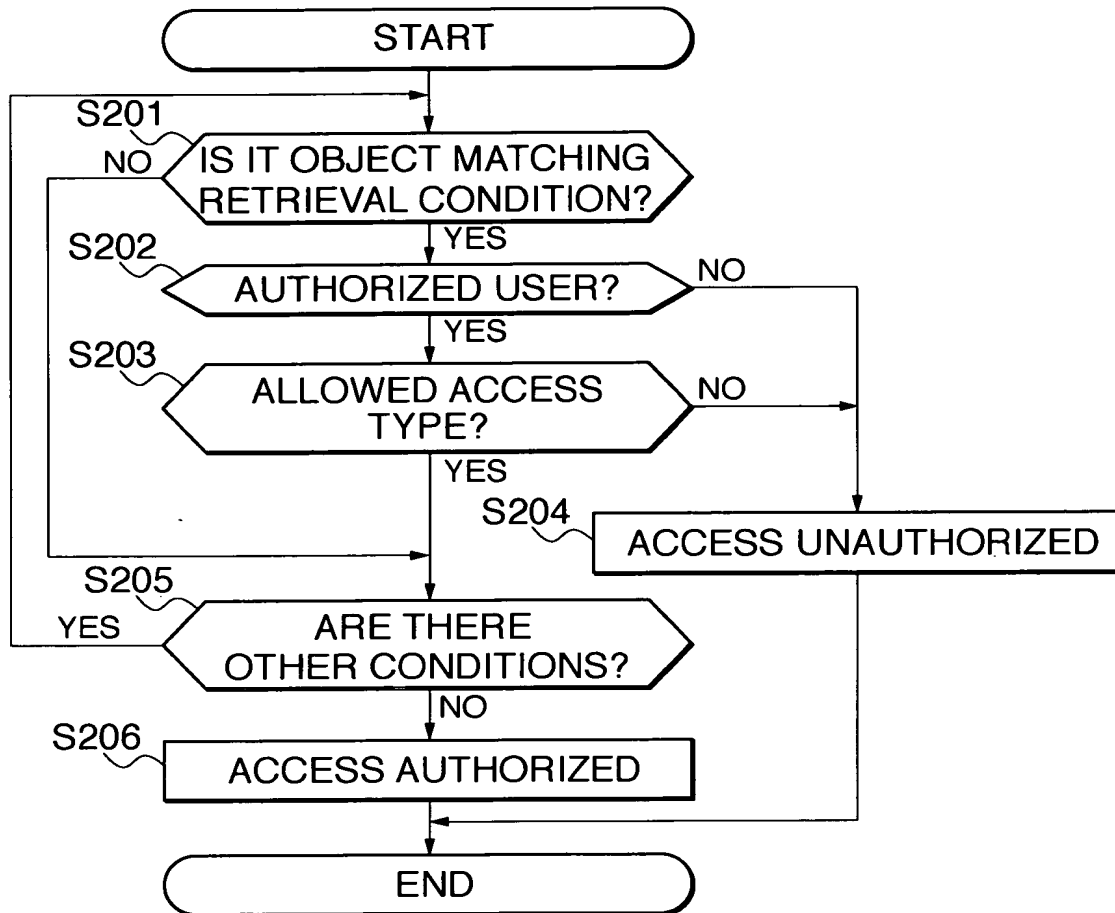 START
S201
NO
IS IT OBJECT MATCHING
RETRIEVAL CONDITION?
YES
S202
AUTHORIZED USER?
NO
YES
S203
ALLOWED ACCESS
TYPE?
NO
YES
S204
ACCESS UNAUTHORIZED
S205
YES
ARE THERE
OTHER CONDITIONS?
NO
S206
ACCESS AUTHORIZED
END